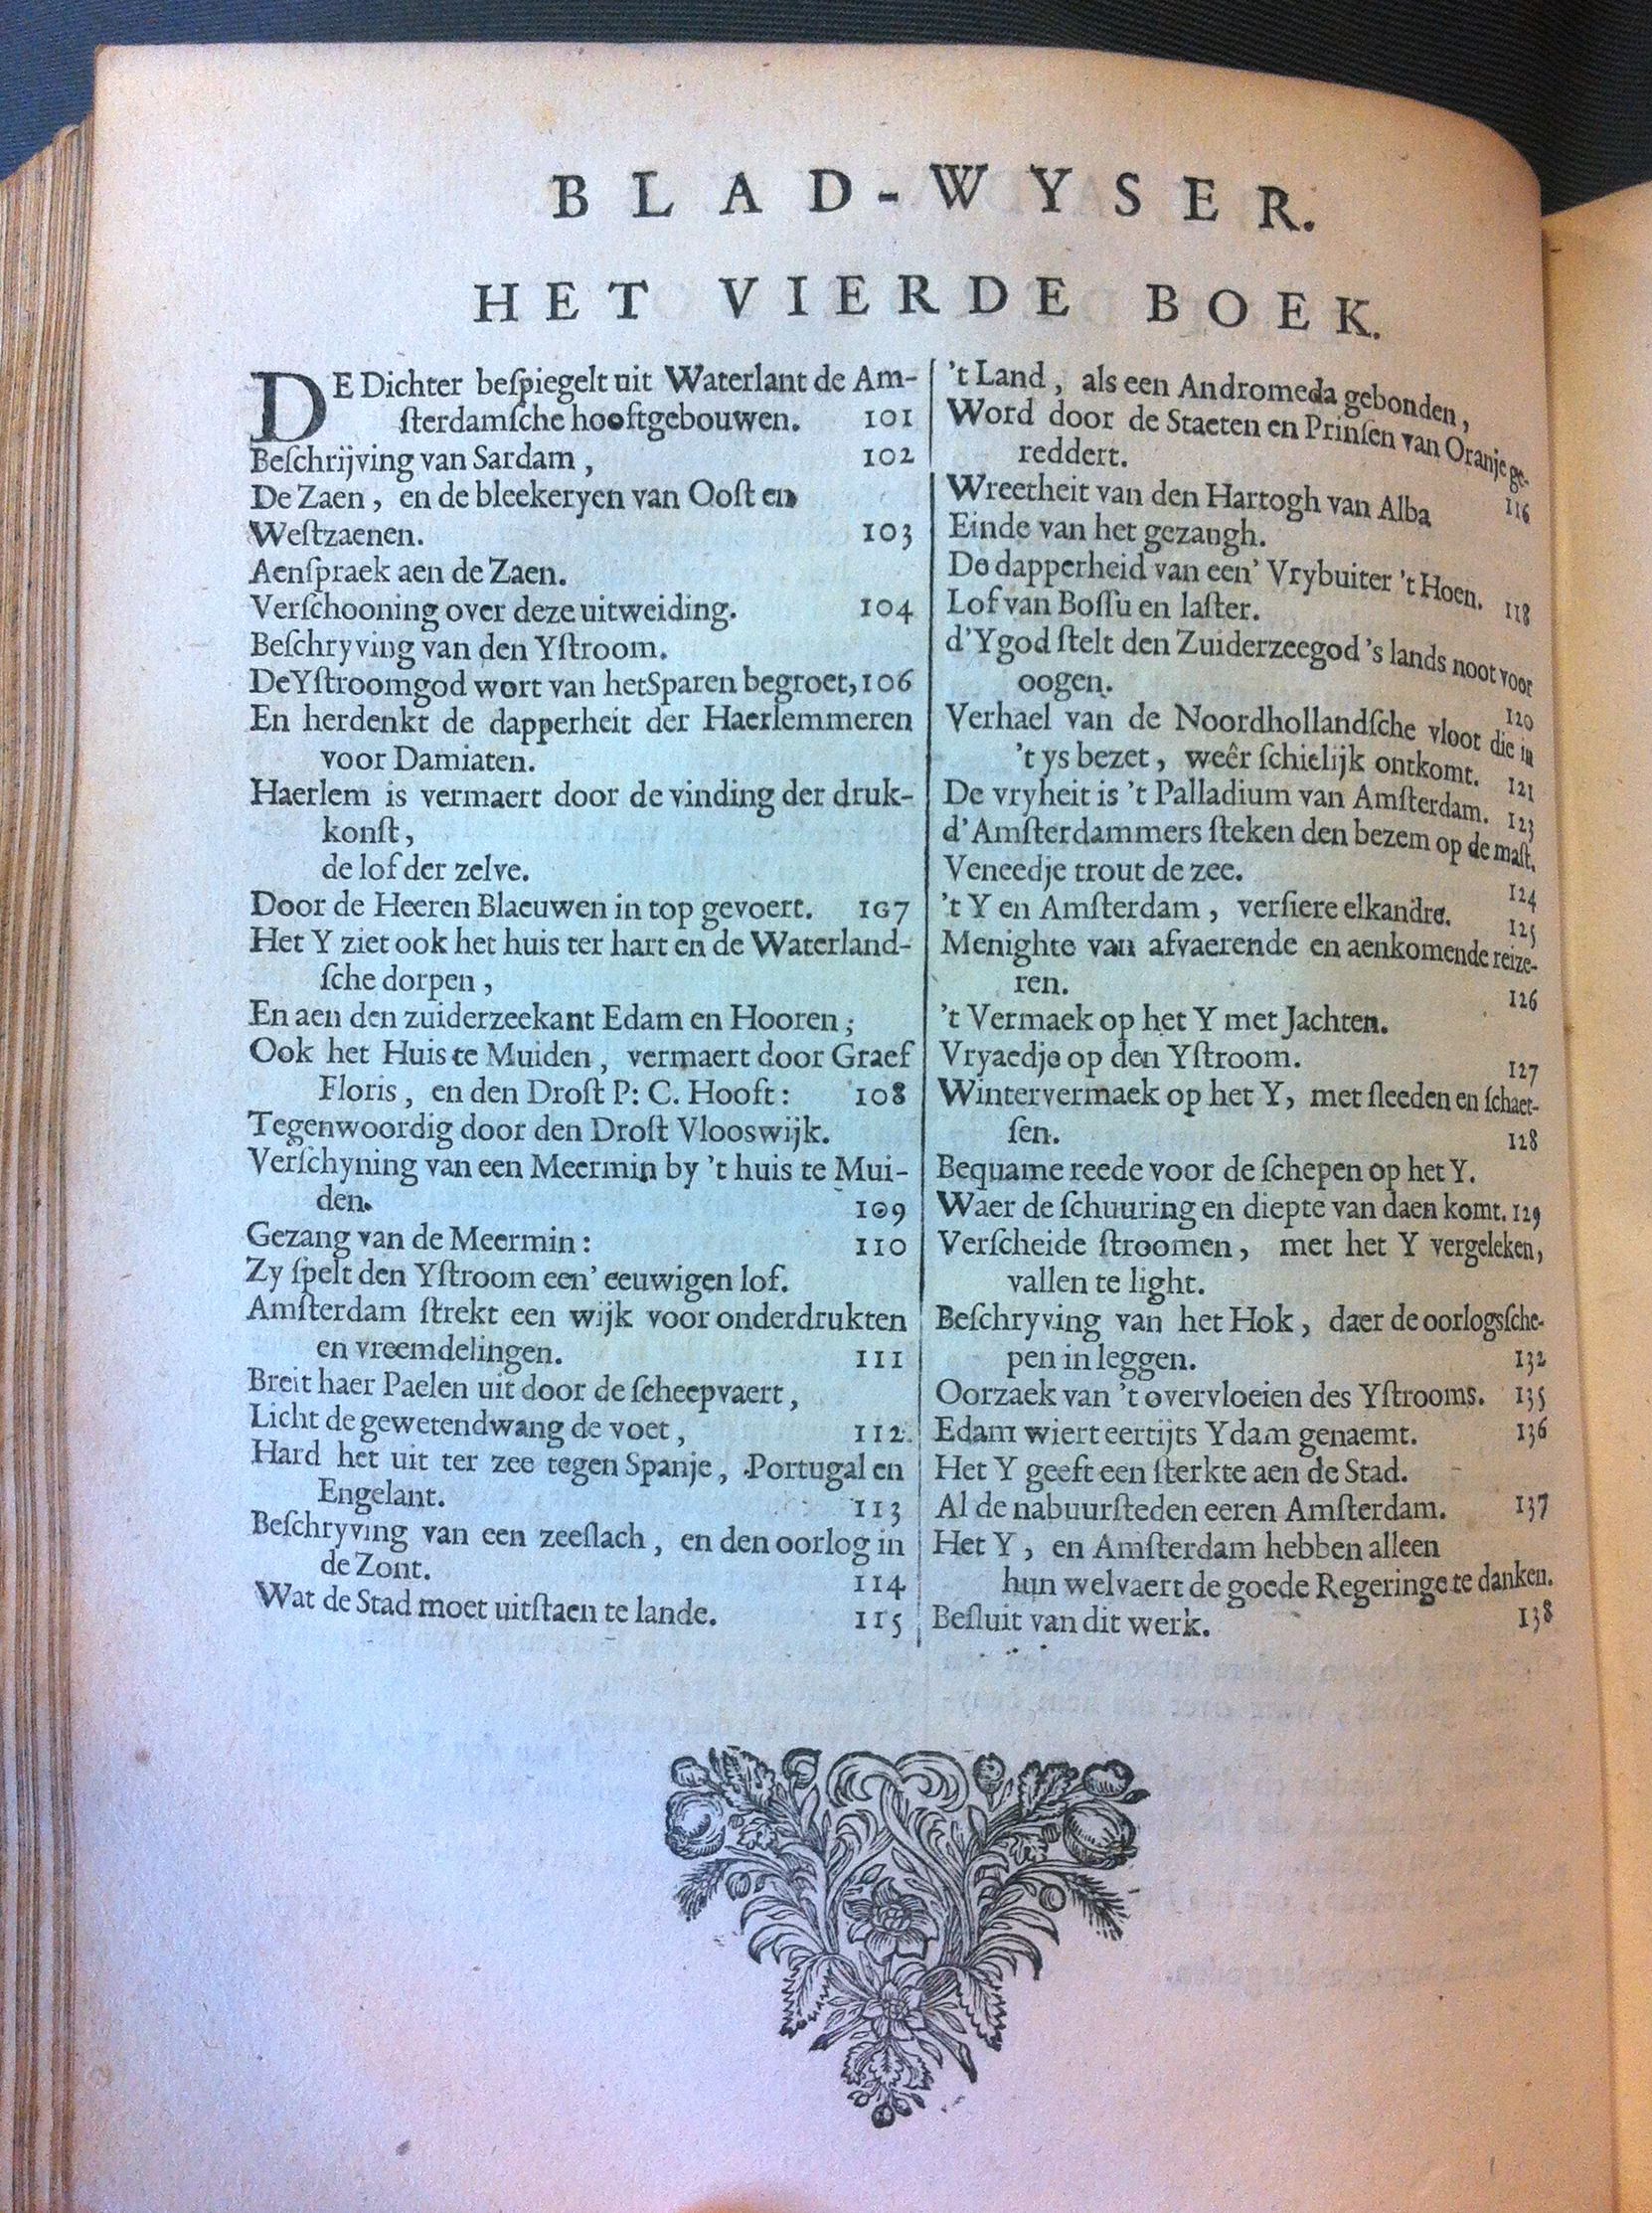 BLAD-WYSER.
HET VIERDE BOEK.
DE Dichter beſpiegelt uit Waterlant de Am-
ſterdamſche hooftgebouwen. 101
Beſchrijving van Sardam, 102
De Zaen, en de bleekeryen van Ooſt en
Weſtzaenen. 103
Aenſpraek aen de Zaen.
Verſchooning over deze uitweiding. 104
Beſchryving van den Yſtroom.
De Yſtroomgod wort van het Sparen begroet, 106
En herdenkt de dapperheit der Haerlemmeren
voor Damiaten.
Haerlem is vermaert door de vinding der druk-
konſt,
de lof der zelve.
Door de Heeren Blaeuwen in top gevoert. 107
Het Y ziet ook het huis ter hart en de Waterland-
ſche dorpen,
En aen den zuiderzeekant Edam en Hooren;
Ook het Huis te Muiden, vermaert door Graef
Floris, en den Droſt P: C. Hooft: 108
Tegenwoordig door den Droſt Vlooswijk.
Verſchyning van een Meermin by 't huis te Mui-
den. 109
Gezang van de Meermin: 110
Zy ſpelt den Yſtroom een' eeuwigen lof.
Amſterdam ſtrekt een wijk voor onderdrukten
en vreemdelingen. 111
Breit haer Paelen uit door de ſcheepvaert,
Licht de gewetendwang de voet, 112.
Hard het uit ter zee tegen Spanje, Portugal en
Engelant. 113
Beſchryving van een zeeſlach, en den oorlog in
de Zont. 114
Wat de Stad moet uitſtaen te lande. 115
't Land, als een Andromeda gebonden,
Word door de Staeten en Prinſen van Oranje ge-
reddert. 116
Wreetheit van den Hartogh van Alba
Einde van het gezangh.
De dapperheid van een' Vrybuiter 't Hoen. 118
Lof van Boſſu en laſter.
d'Ygod ſtelt den Zuiderzeegod 's lands noot voor
oogen. 120
Verhael van de Noordhollandſche vloot die in
't ys bezet, weêr ſchielijk ontkomt. 121
De vryheit is 't Palladium van Amſterdam. 123
d'Amſterdammers ſteken den bezem op de maſt.
Veneedje trout de zee. 124
't Y en Amſterdam, verſiere elkandre. 125
Menighte van afvaerende en aenkomende reize-
ren. 126
't Vermaek op het Y met Jachten.
Vryaedje op den Yſtroom. 127
Wintervermaek op het Y, met ſleeden en ſchaet-
ſen. 128
Bequame reede voor de ſchepen op het Y.
Waer de ſchuuring en diepte van daen komt. 129
Verſcheide ſtroomen, met het Y vergeleken,
vallen te light.
Beſchryving van het Hok, daer de oorlogsſche-
pen in leggen. 132
Oorzaek van 't overvloeien des Yſtrooms. 135
Edam wiert eertijts Ydam genaemt. 136
Het Y geeft een ſterkte aen de Stad.
Al de nabuurſteden eeren Amſterdam. 137
Het Y, en Amſterdam hebben alleen
hun welvaert de goede Regeringe te danken.
Beſluit van dit werk. 138